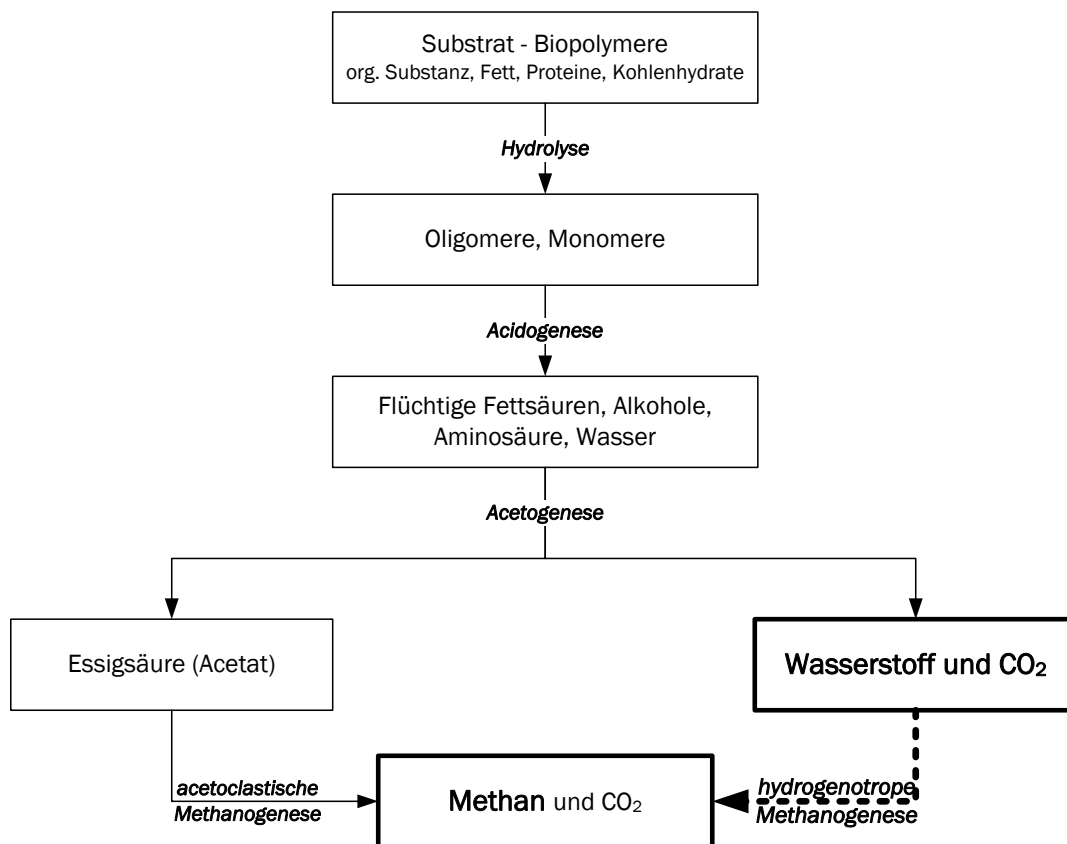 Substrat - Biopolymere
org. Substanz, Fett, Proteine, Kohlenhydrate
Hydrolyse
Oligomere, Monomere
Acidogenese
Flüchtige Fettsäuren, Alkohole,
Aminosäure, Wasser
Acetogenese
Essigsäure (Acetat)
Wasserstoff und CO₂
acetoclastische
Methanogenese
Methan und CO₂
hydrogenotrope
Methanogenese